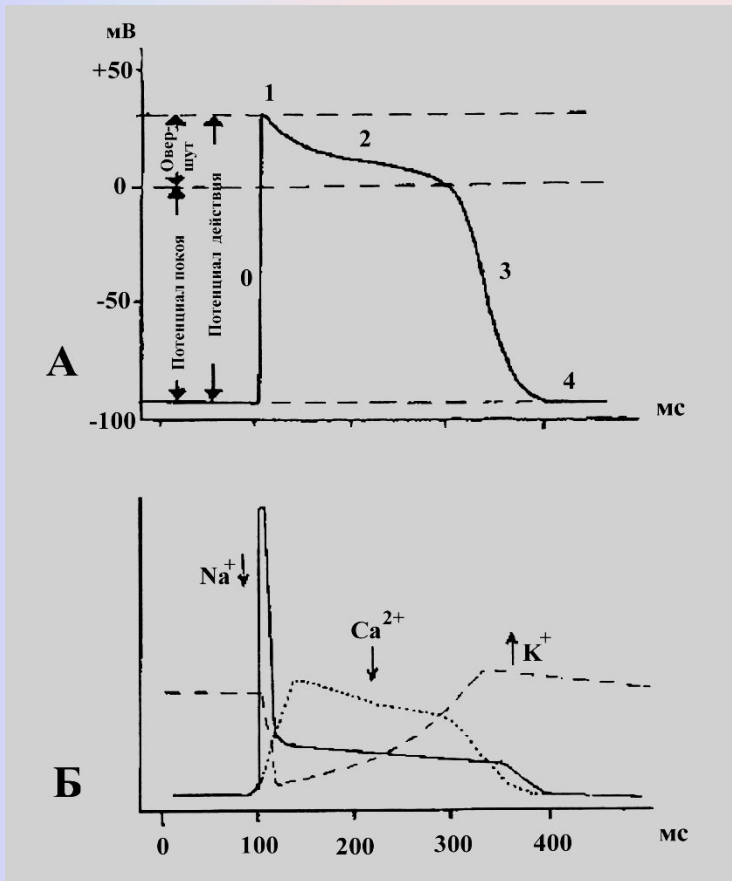 мВ
+50
1
2
Овер-
шут
0
Потенциал покоя
Потенциал действия
0
3
-50
А
4
-100
мс
Na+
Ca2+
K+
Б
0
100
200
300
400
мс